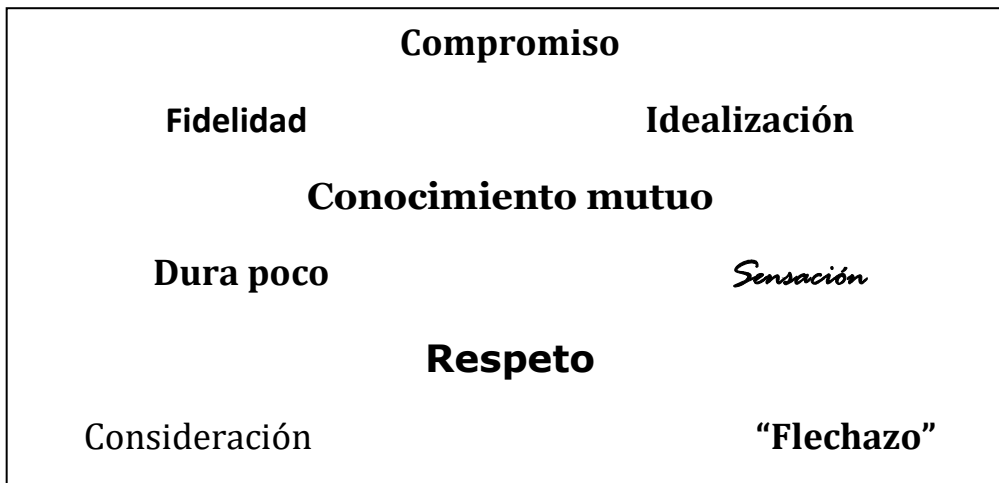 Compromiso
Fidelidad Idealización
Conocimiento mutuo
Dura poco Sensación
Respeto
Consideración “Flechazo”